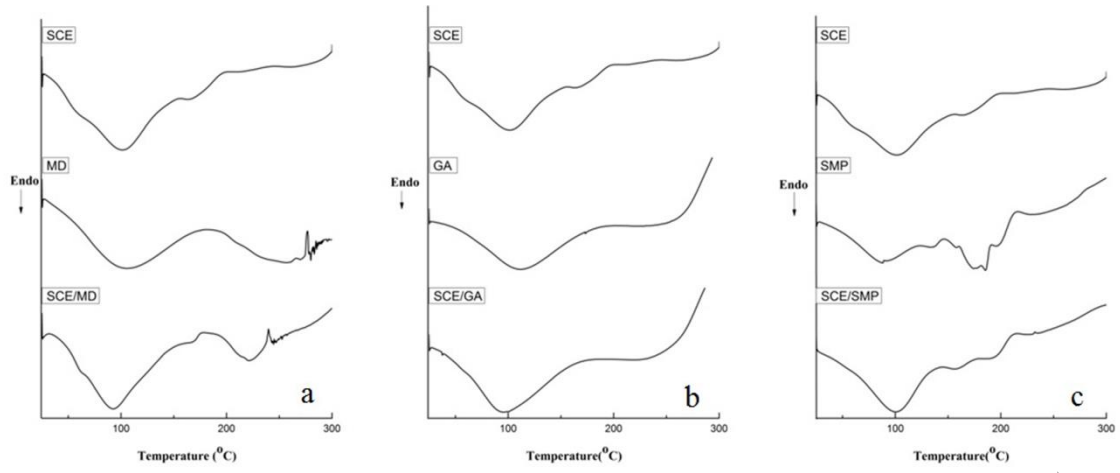 SCE
MD
Endo
SCE/MD
a
100
200
300
Temperature (°C)
SCE
GA
Endo
SCE/GA
b
100
200
300
Temperature(°C)
SCE
SMP
Endo
SCE/SMP
c
100
200
300
Temperature(°C)